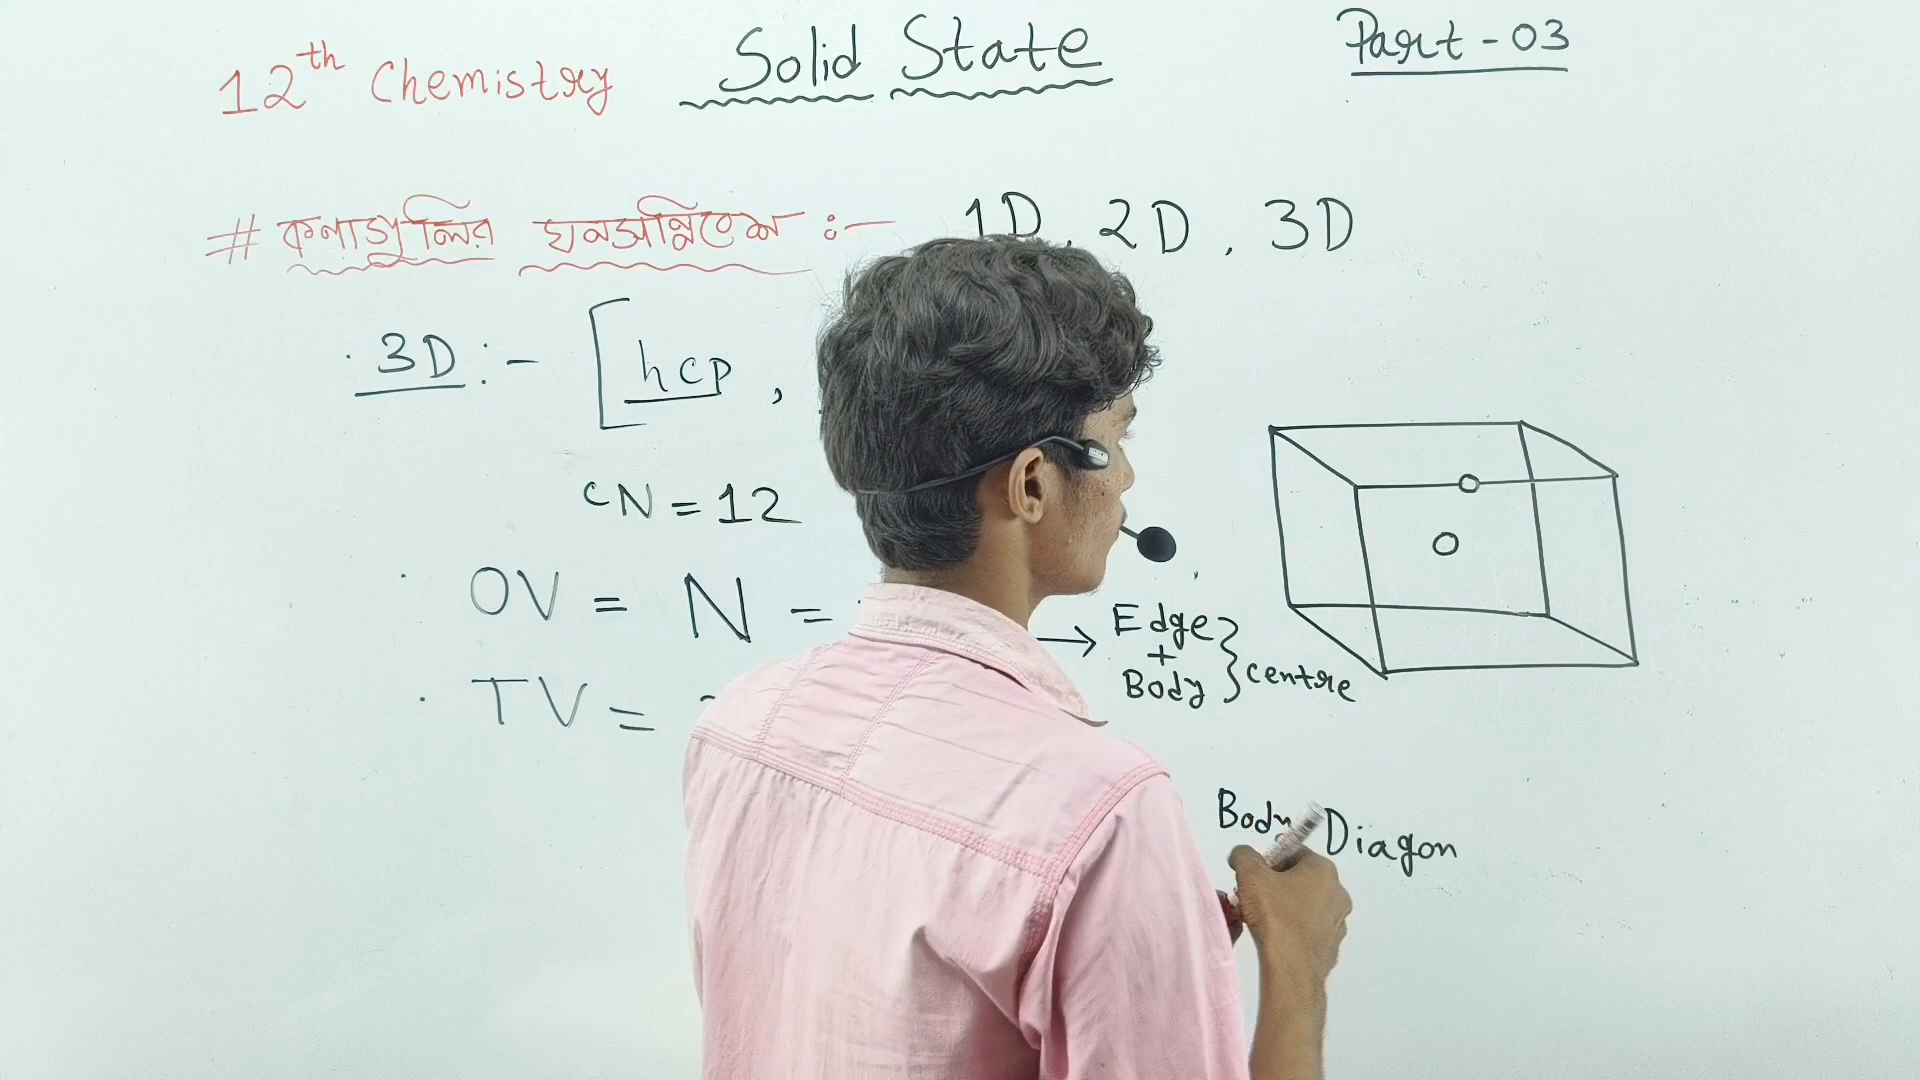 12th Chemistry Solid State Part-03
# কণাগুলির ঘনসন্নিবেশ :- 1D, 2D, 3D
· 3D :- [hcp,
CN = 12
· OV = N =
→ Edge + Body } centre
· TV =
Body Diagon